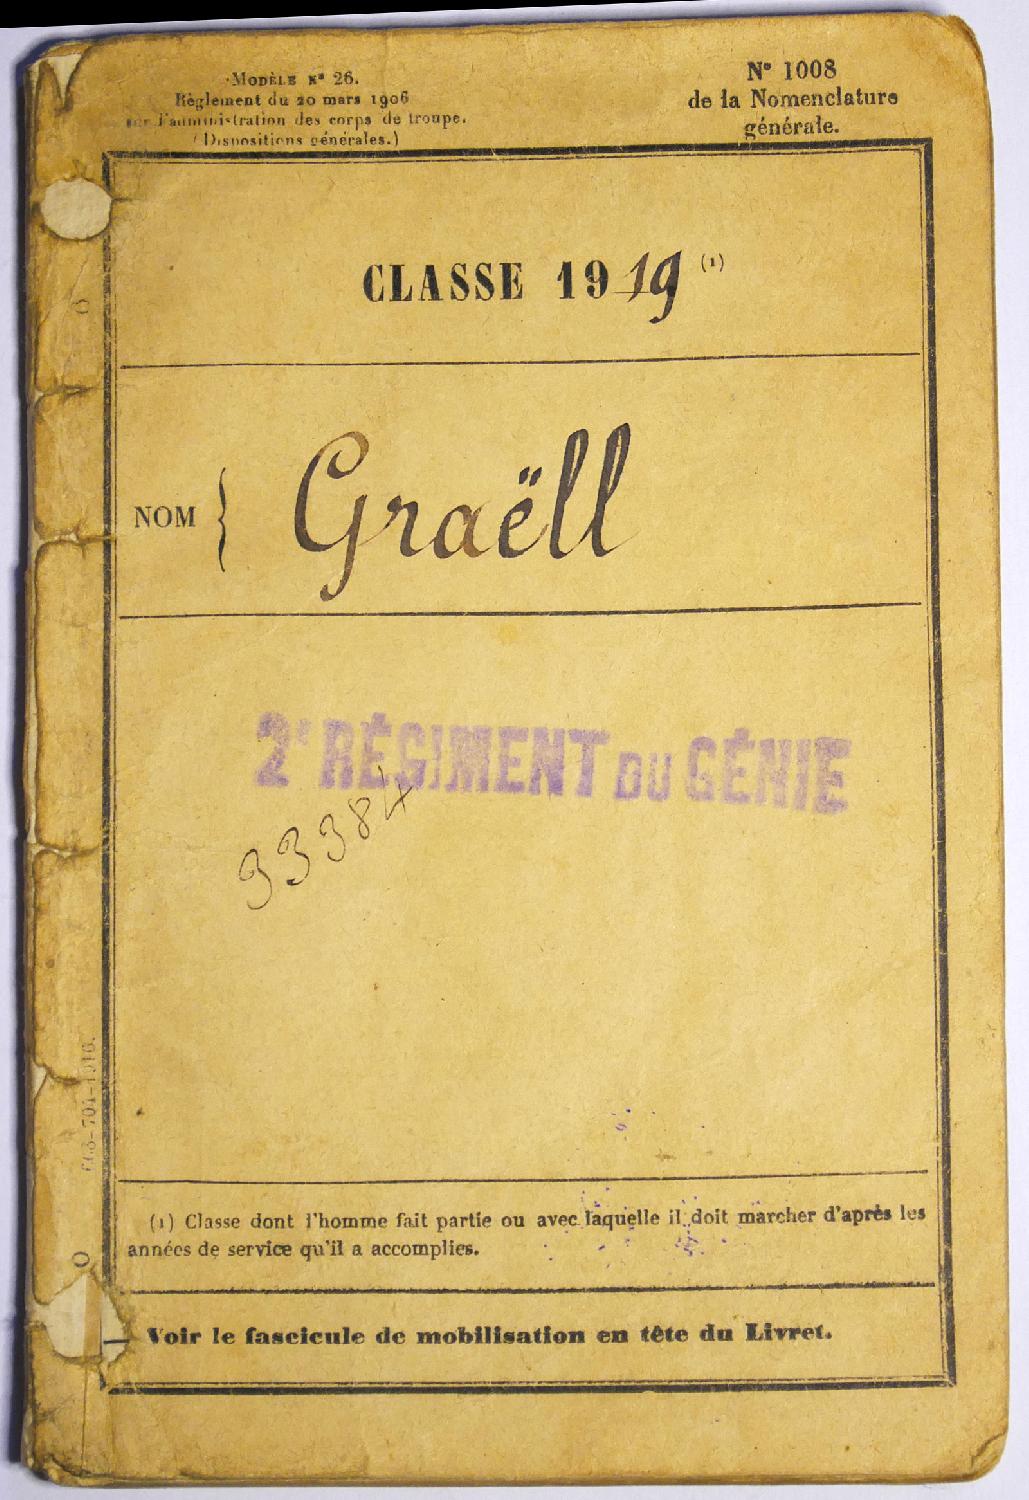 MODÈLE Nº 26.
Règlement du 20 mars 1906
sur l'administration des corps de troupe.
(Dispositions générales.)
Nº 1008
de la Nomenclature
générale.
CLASSE 1919 (1)
NOM } Graëll
2e RÉGIMENT DU GÉNIE
33384
(1) Classe dont l'homme fait partie ou avec laquelle il doit marcher d'après les
années de service qu'il a accomplies.
Voir le fascicule de mobilisation en tête du Livret.